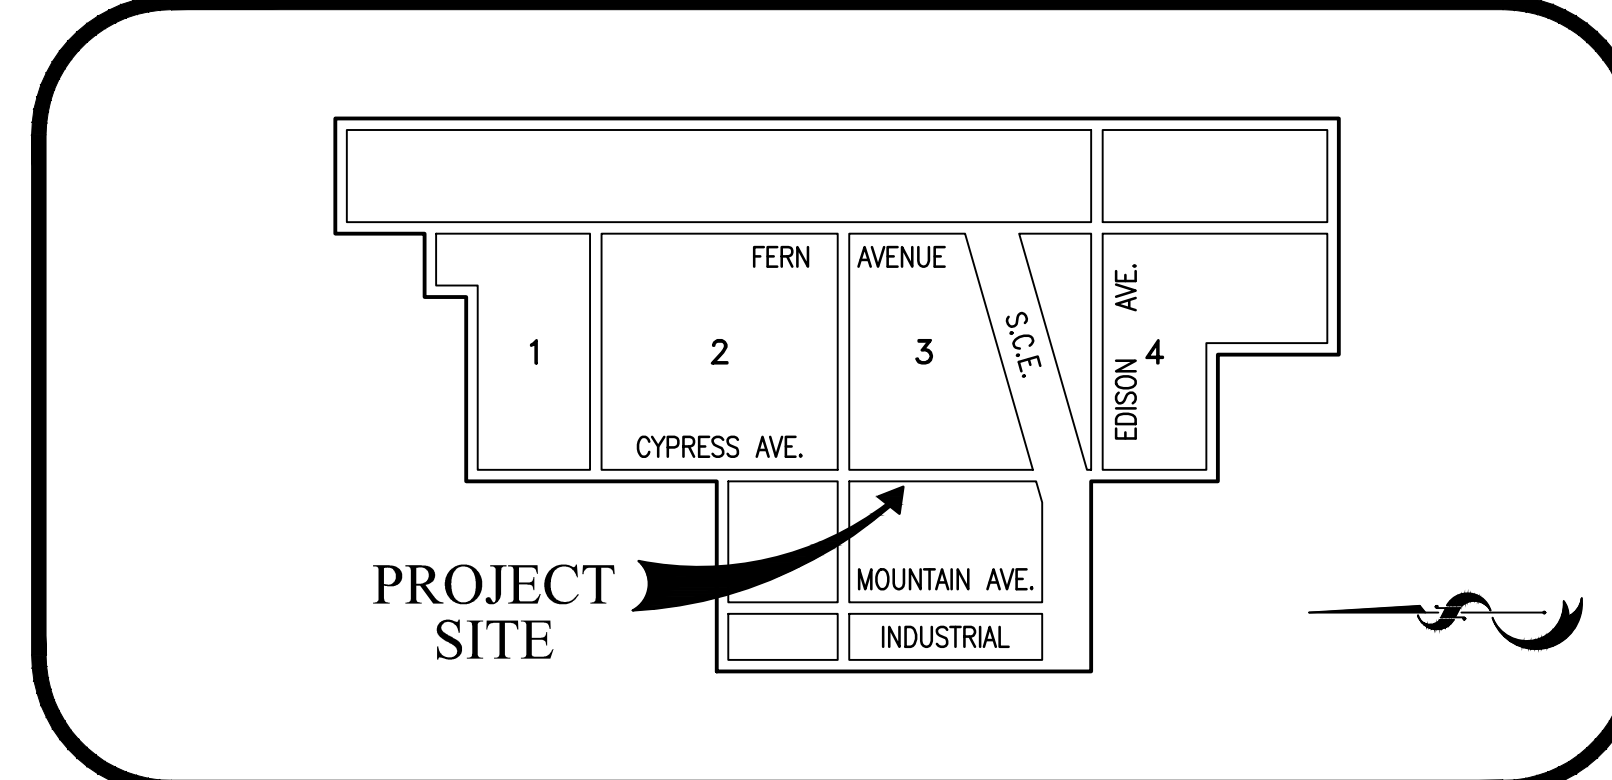 FERN AVENUE
EDISON AVE.
S.C.E.
1 2 3 4
CYPRESS AVE.
PROJECT
SITE
MOUNTAIN AVE.
INDUSTRIAL